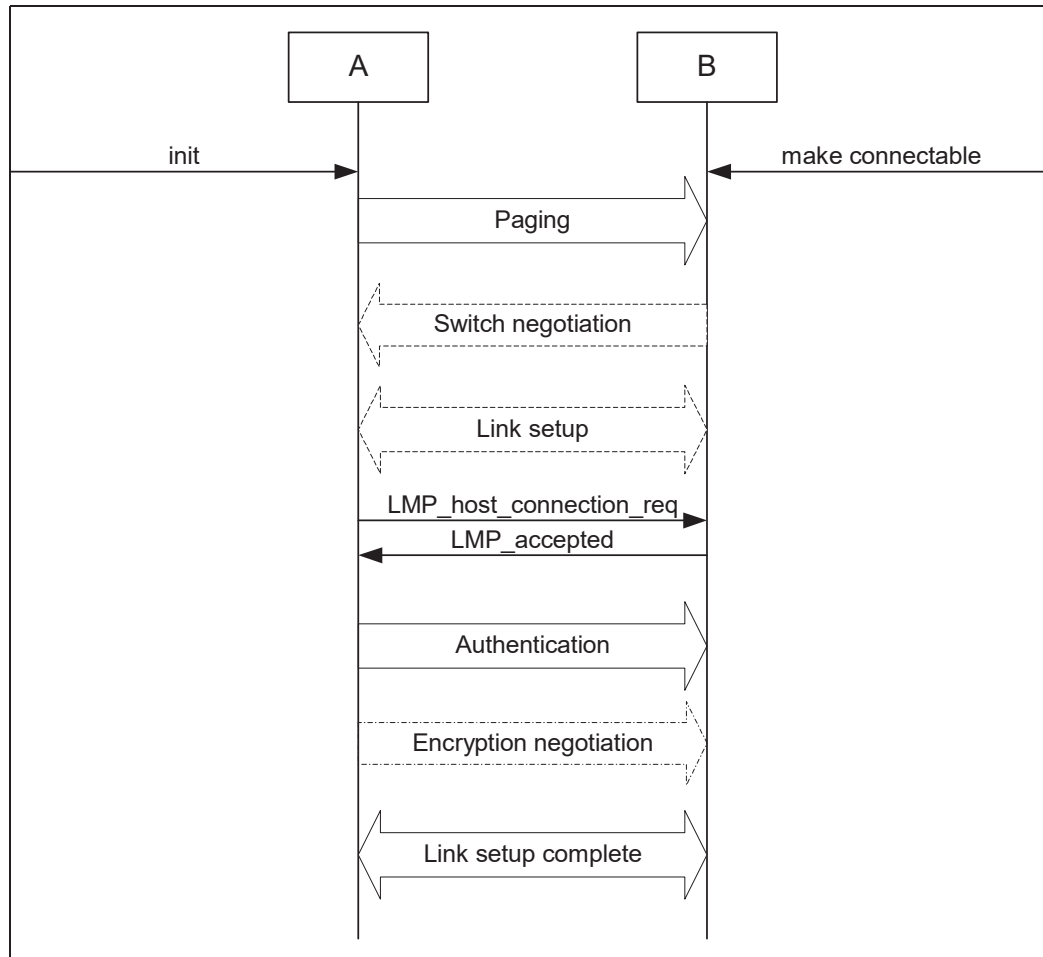 A
B
init
make connectable
Paging
Switch negotiation
Link setup
LMP_host_connection_req
LMP_accepted
Authentication
Encryption negotiation
Link setup complete